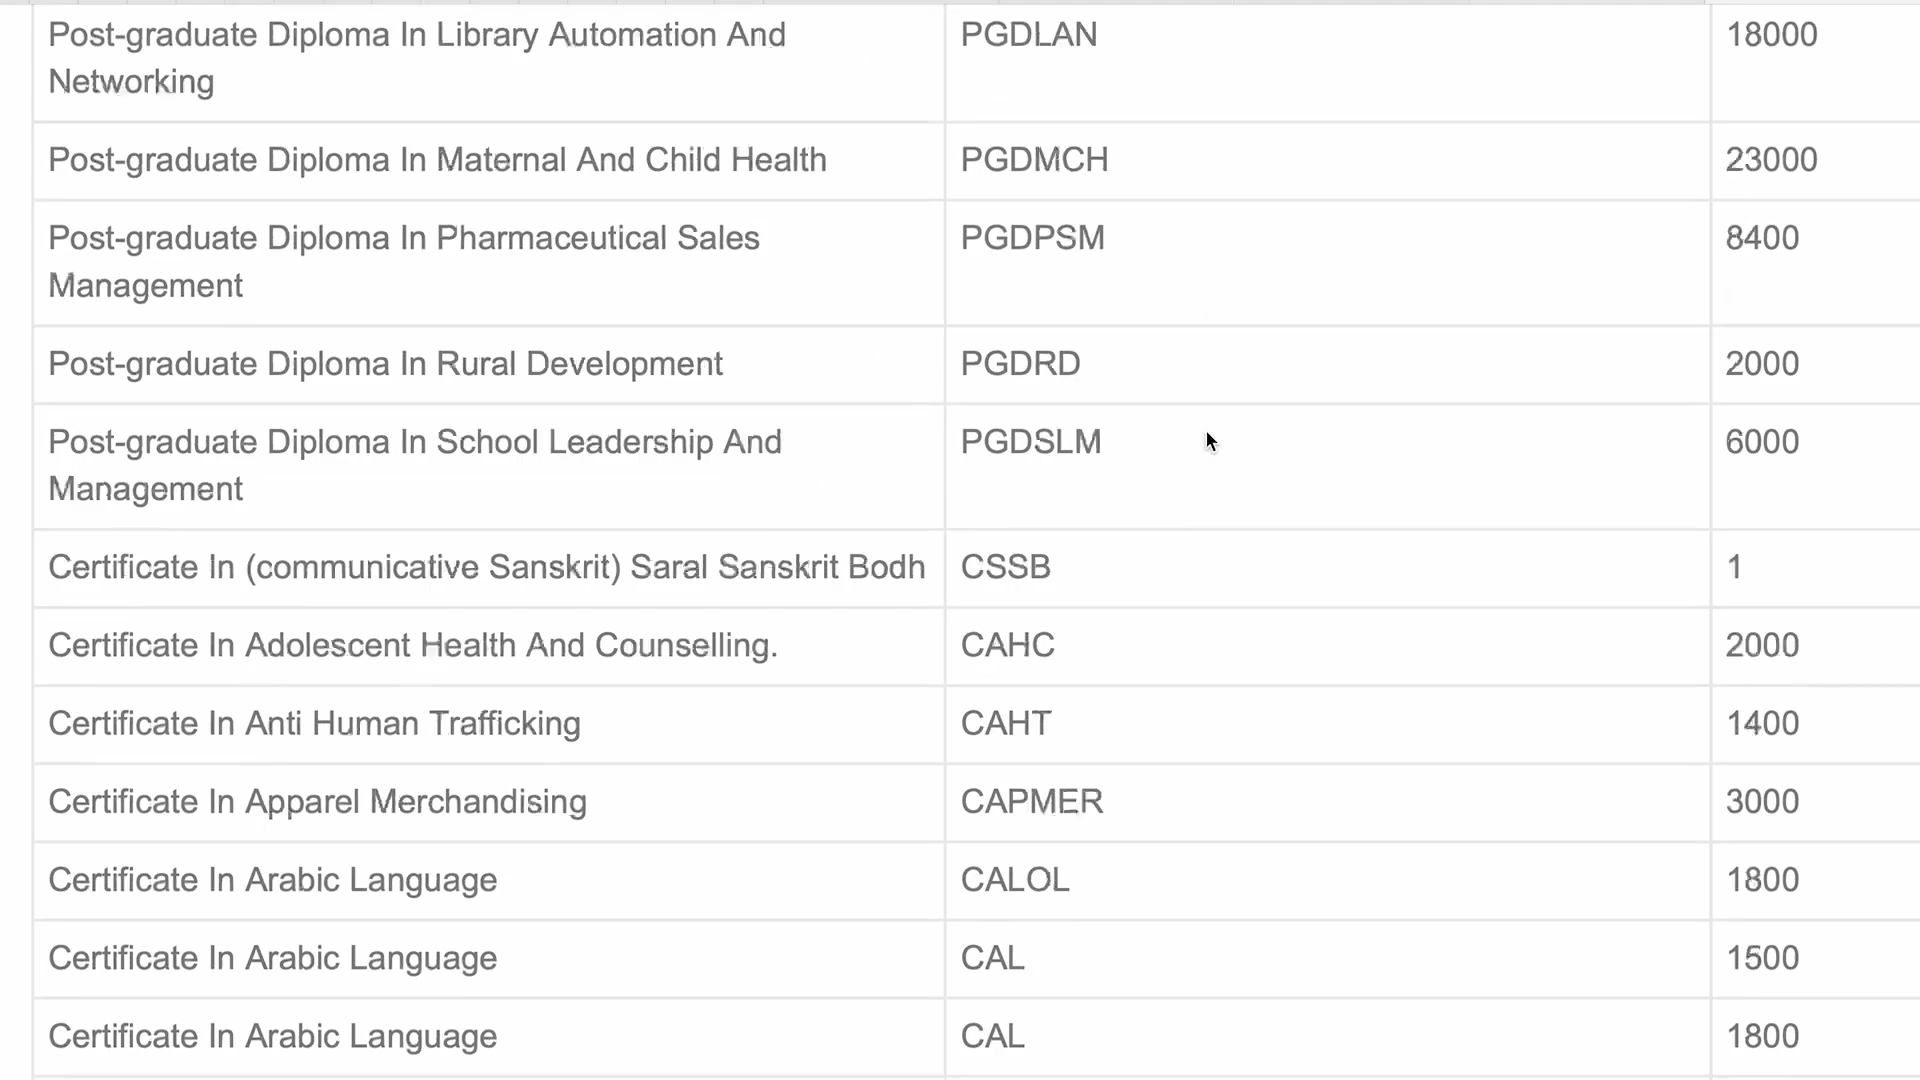 Post-graduate Diploma In Library Automation And PGDLAN 18000
Networking
Post-graduate Diploma In Maternal And Child Health PGDMCH 23000
Post-graduate Diploma In Pharmaceutical Sales PGDPSM 8400
Management
Post-graduate Diploma In Rural Development PGDRD 2000
Post-graduate Diploma In School Leadership And PGDSLM 6000
Management
Certificate In (communicative Sanskrit) Saral Sanskrit Bodh CSSB 1
Certificate In Adolescent Health And Counselling. CAHC 2000
Certificate In Anti Human Trafficking CAHT 1400
Certificate In Apparel Merchandising CAPMER 3000
Certificate In Arabic Language CALOL 1800
Certificate In Arabic Language CAL 1500
Certificate In Arabic Language CAL 1800